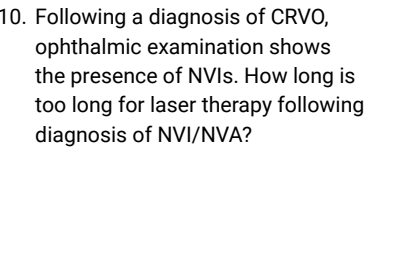 10. Following a diagnosis of CRVO,
ophthalmic examination shows
the presence of NVIs. How long is
too long for laser therapy following
diagnosis of NVI/NVA?